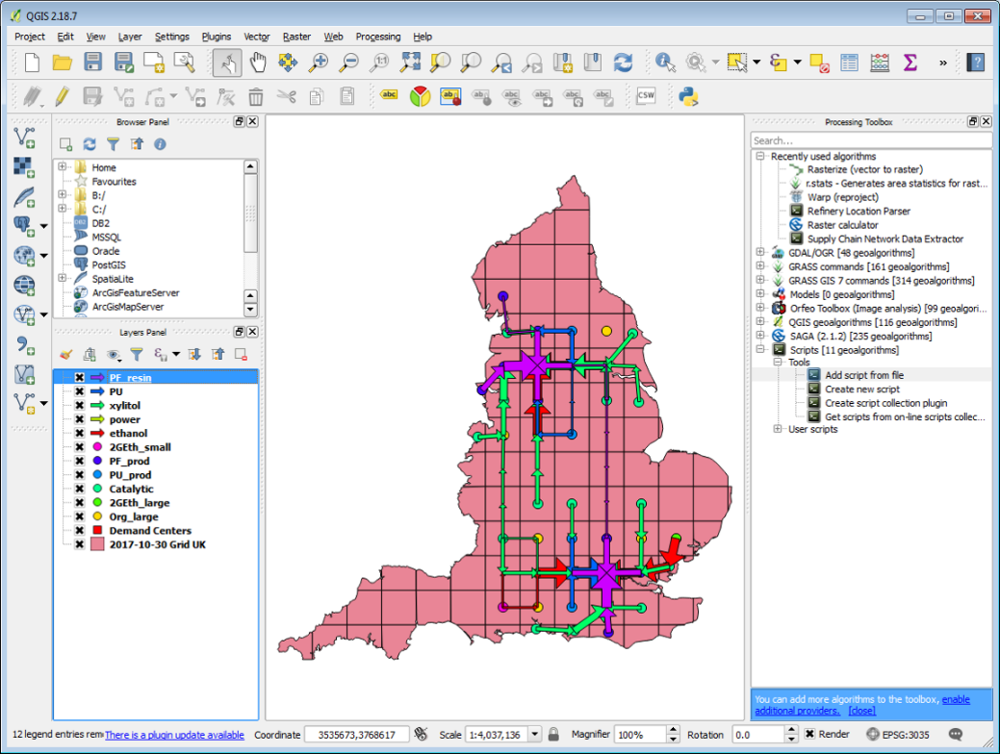 QGIS 2.18.7
Project Edit View Layer Settings Plugins Vector Raster Web Processing Help
abc
ab
abc
abc
abc
abc
abc
CSW
»
?
Browser Panel
Home
Favourites
B:/
C:/
DB2
MSSQL
Oracle
PostGIS
SpatiaLite
ArcGisFeatureServer
ArcGisMapServer
Layers Panel
PF_resin
PU
xylitol
power
ethanol
2GEth_small
PF_prod
PU_prod
Catalytic
2GEth_large
Org_large
Demand Centers
2017-10-30 Grid UK
Processing Toolbox
Search...
Recently used algorithms
Rasterize (vector to raster)
r.stats - Generates area statistics for rast...
Warp (reproject)
Refinery Location Parser
Raster calculator
Supply Chain Network Data Extractor
GDAL/OGR [48 geoalgorithms]
GRASS commands [161 geoalgorithms]
GRASS GIS 7 commands [314 geoalgorithms]
Models [0 geoalgorithms]
Orfeo Toolbox (Image analysis) [99 geoalgori...
QGIS geoalgorithms [116 geoalgorithms]
SAGA (2.1.2) [235 geoalgorithms]
Scripts [11 geoalgorithms]
Tools
Add script from file
Create new script
Create script collection plugin
Get scripts from on-line scripts collec...
User scripts
You can add more algorithms to the toolbox, enable
additional providers. [close]
12 legend entries rem There is a plugin update available Coordinate 3535673,3768617 Scale 1:4,037,136 Magnifier 100% Rotation 0.0 Render EPSG:3035